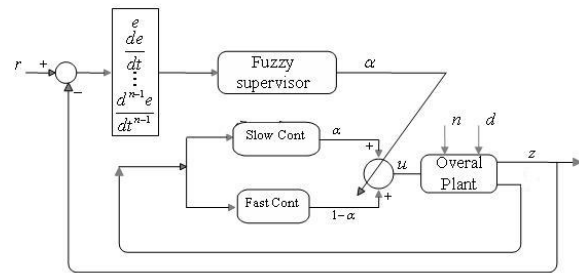 e
de
dt
⋮
d^{n-1}e
dt^{n-1}
r + −
Fuzzy
supervisor
α
Slow Cont
α
+
n d
u
Overal
Plant
z
Fast Cont
1-α
+